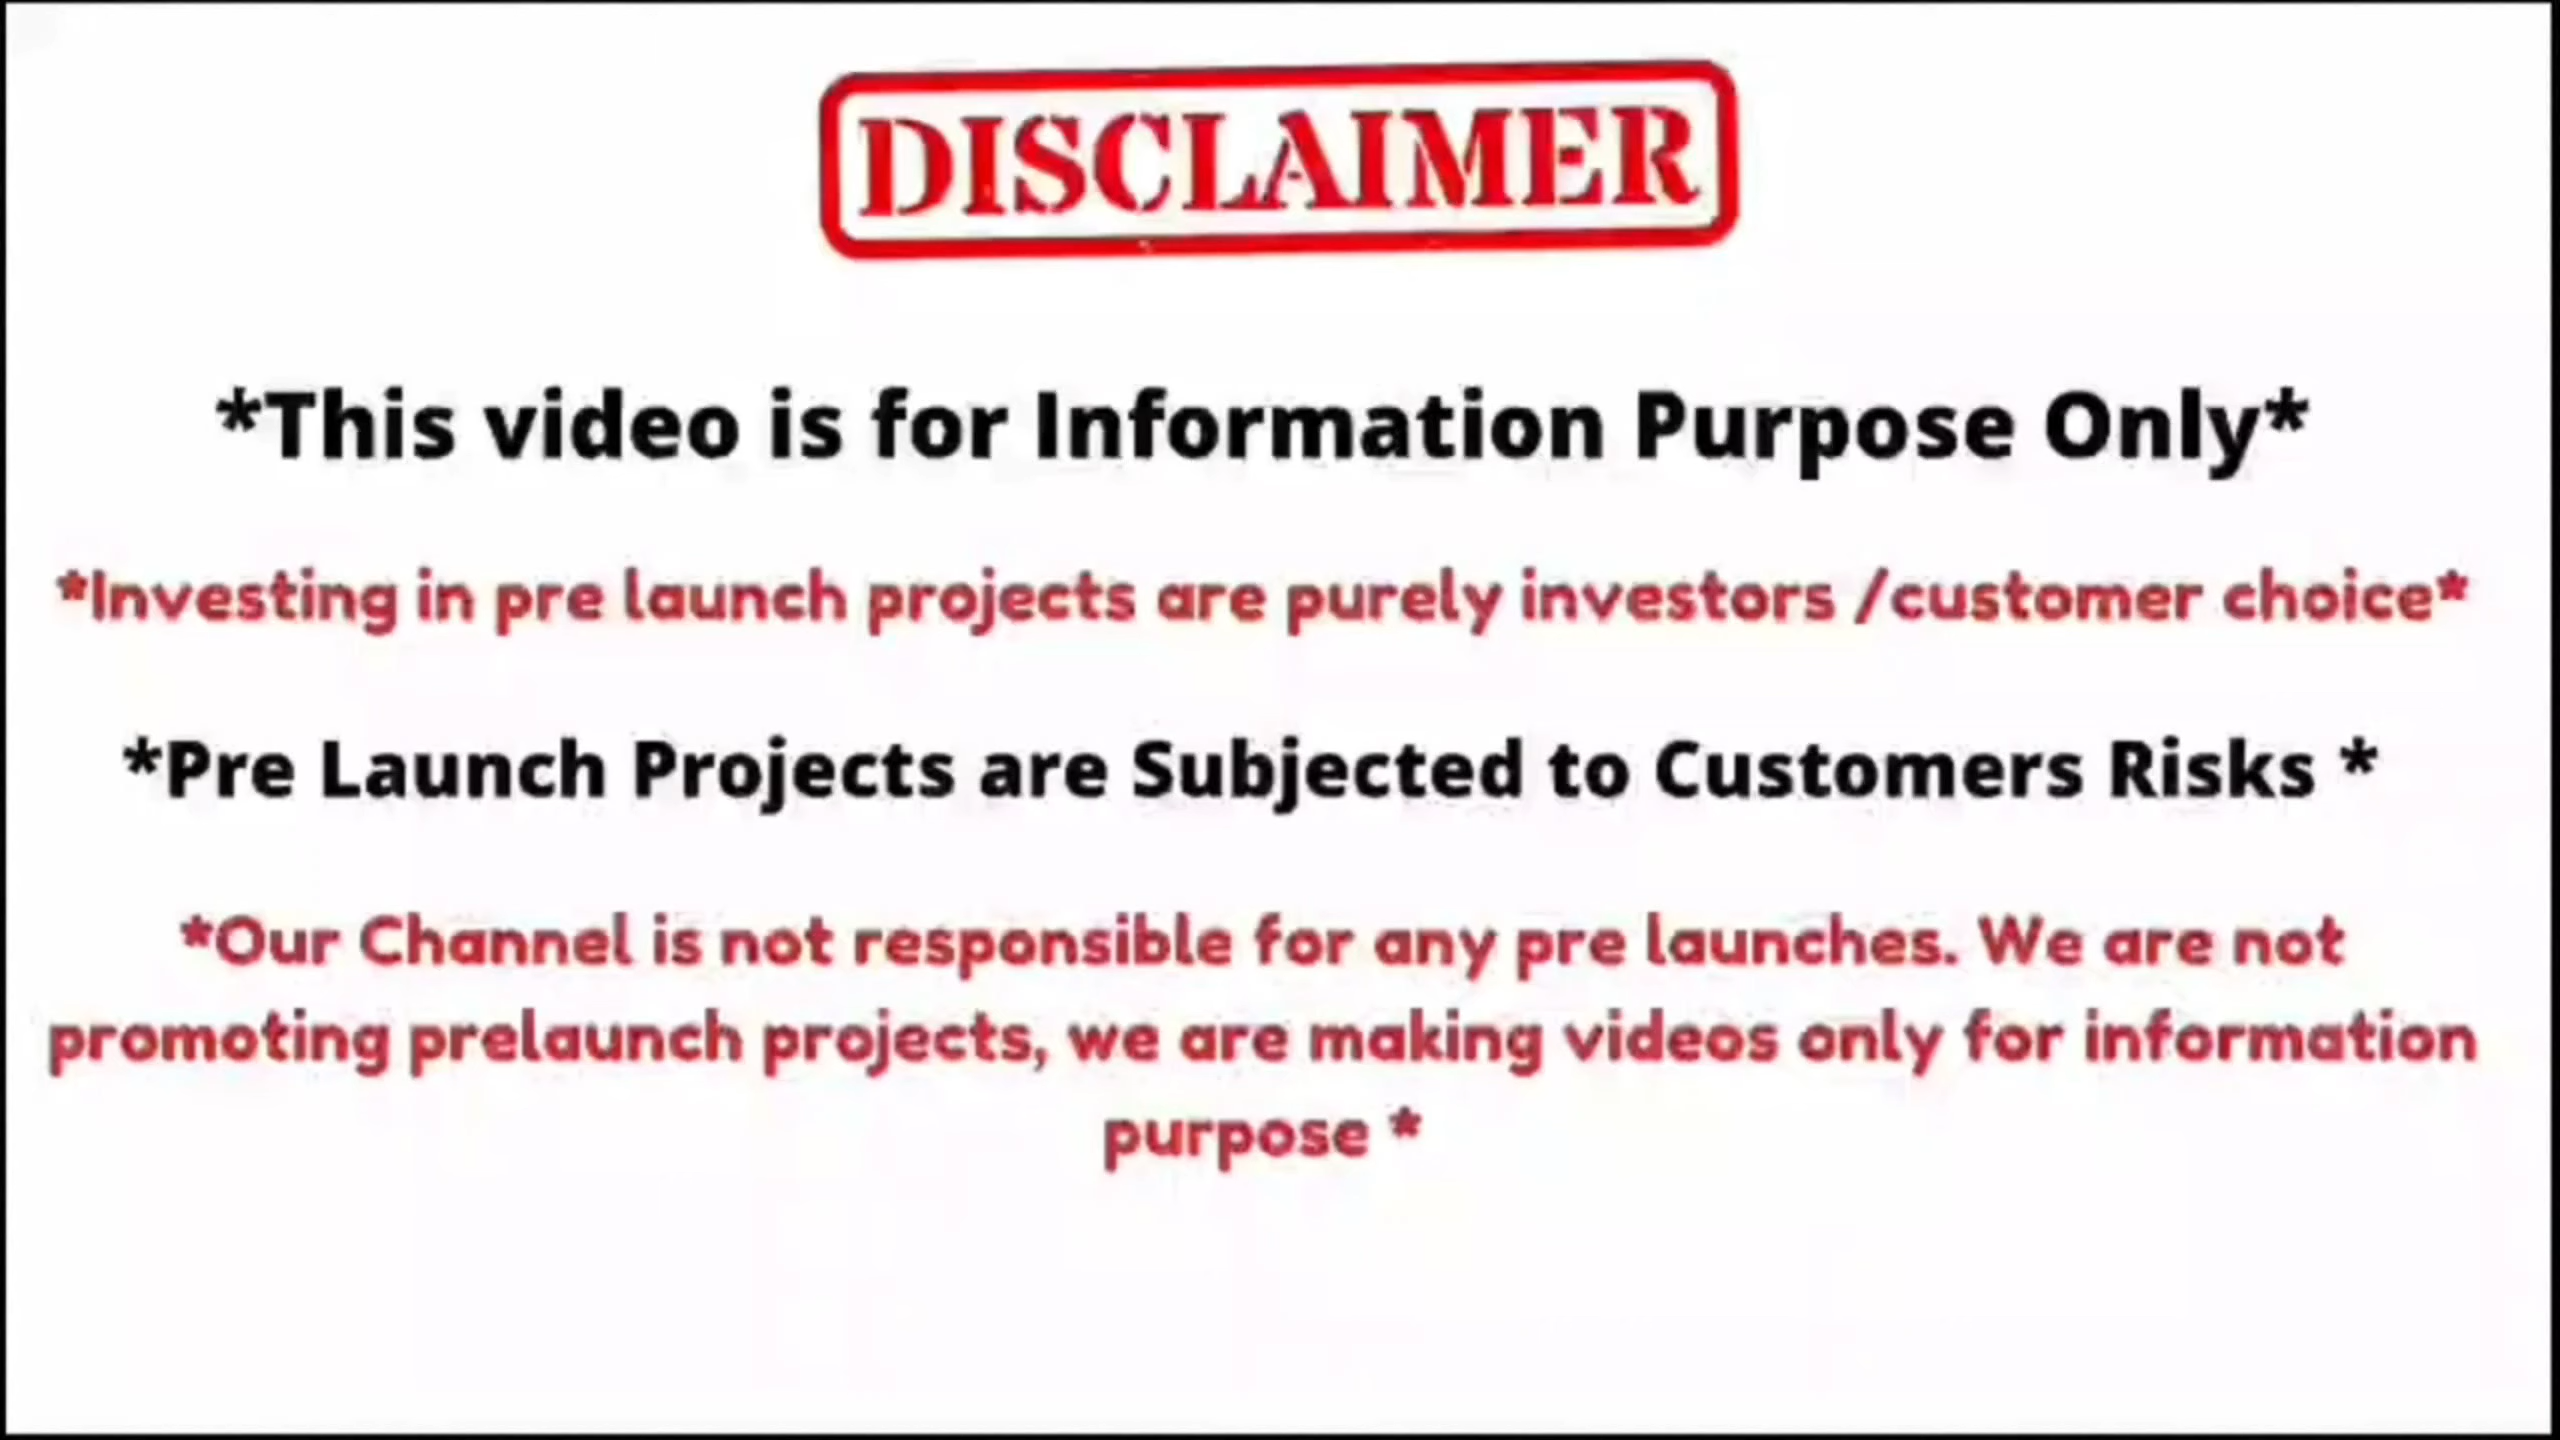 DISCLAIMER
*This video is for Information Purpose Only*
*Investing in pre launch projects are purely investors /customer choice*
*Pre Launch Projects are Subjected to Customers Risks *
*Our Channel is not responsible for any pre launches. We are not
promoting prelaunch projects, we are making videos only for information
purpose *